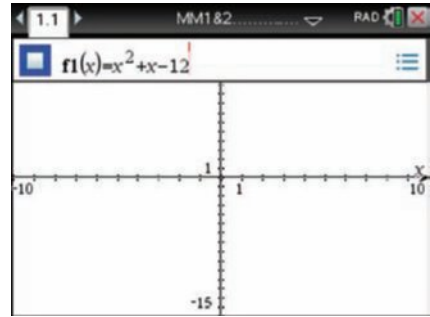 1.1 MM1&2............ RAD
f1(x)=x²+x−12
1 x
-10 1 10
-15